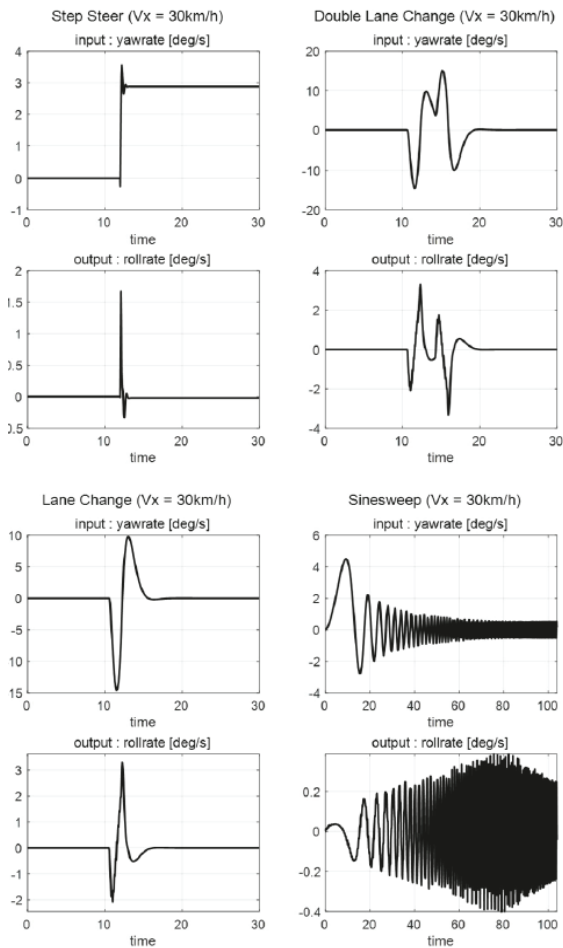 Step Steer (Vx = 30km/h)
input : yawrate [deg/s]
4
3
2
1
0
-1
0 10 20 30
time
output : rollrate [deg/s]
2
1.5
1
0.5
0
0.5
0 10 20 30
time
Double Lane Change (Vx = 30km/h)
input : yawrate [deg/s]
20
10
0
-10
-20
0 10 20 30
time
output : rollrate [deg/s]
4
2
0
-2
-4
0 10 20 30
time
Lane Change (Vx = 30km/h)
input : yawrate [deg/s]
10
5
0
-5
10
15
0 10 20 30
time
output : rollrate [deg/s]
3
2
1
0
-1
-2
0 10 20 30
time
Sinesweep (Vx = 30km/h)
input : yawrate [deg/s]
6
4
2
0
-2
-4
0 20 40 60 80 100
time
output : rollrate [deg/s]
0.2
0
-0.2
-0.4
0 20 40 60 80 100
time